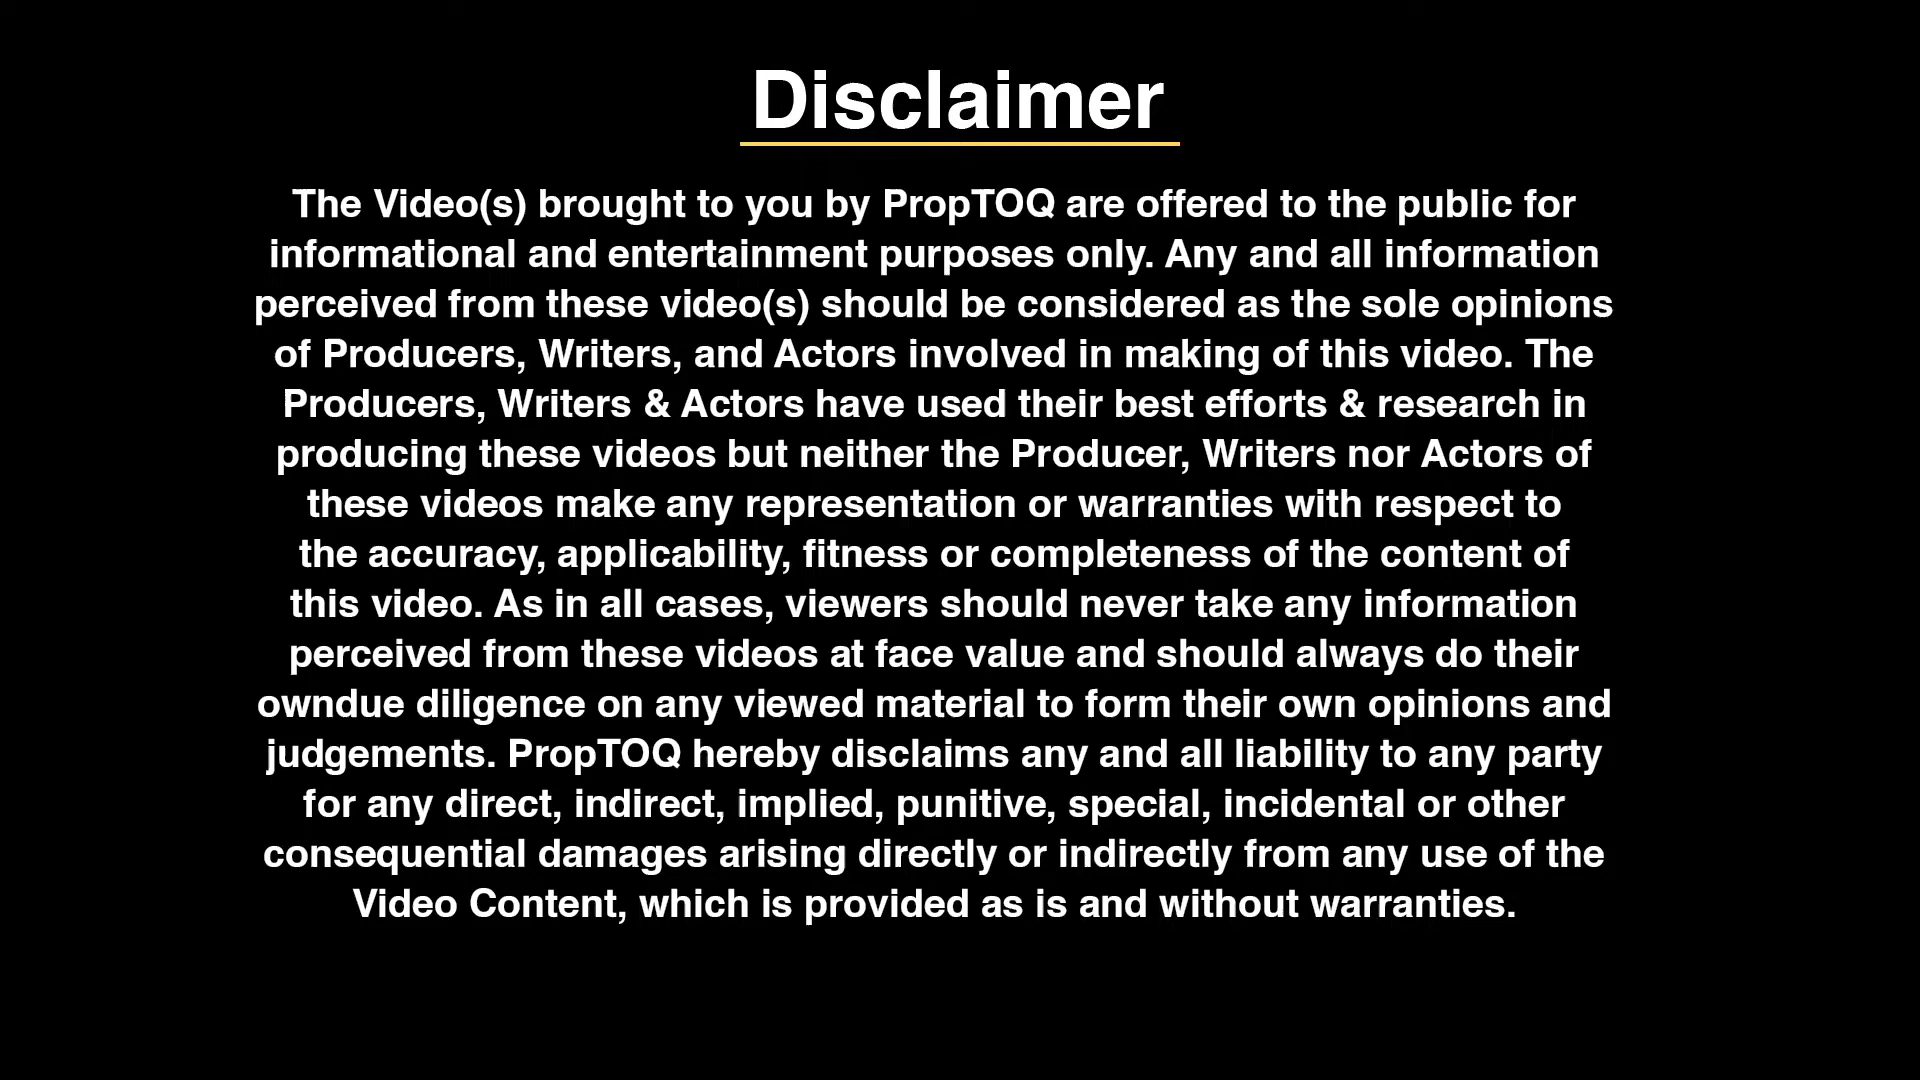 Disclaimer
The Video(s) brought to you by PropTOQ are offered to the public for
informational and entertainment purposes only. Any and all information
perceived from these video(s) should be considered as the sole opinions
of Producers, Writers, and Actors involved in making of this video. The
Producers, Writers & Actors have used their best efforts & research in
producing these videos but neither the Producer, Writers nor Actors of
these videos make any representation or warranties with respect to
the accuracy, applicability, fitness or completeness of the content of
this video. As in all cases, viewers should never take any information
perceived from these videos at face value and should always do their
owndue diligence on any viewed material to form their own opinions and
judgements. PropTOQ hereby disclaims any and all liability to any party
for any direct, indirect, implied, punitive, special, incidental or other
consequential damages arising directly or indirectly from any use of the
Video Content, which is provided as is and without warranties.